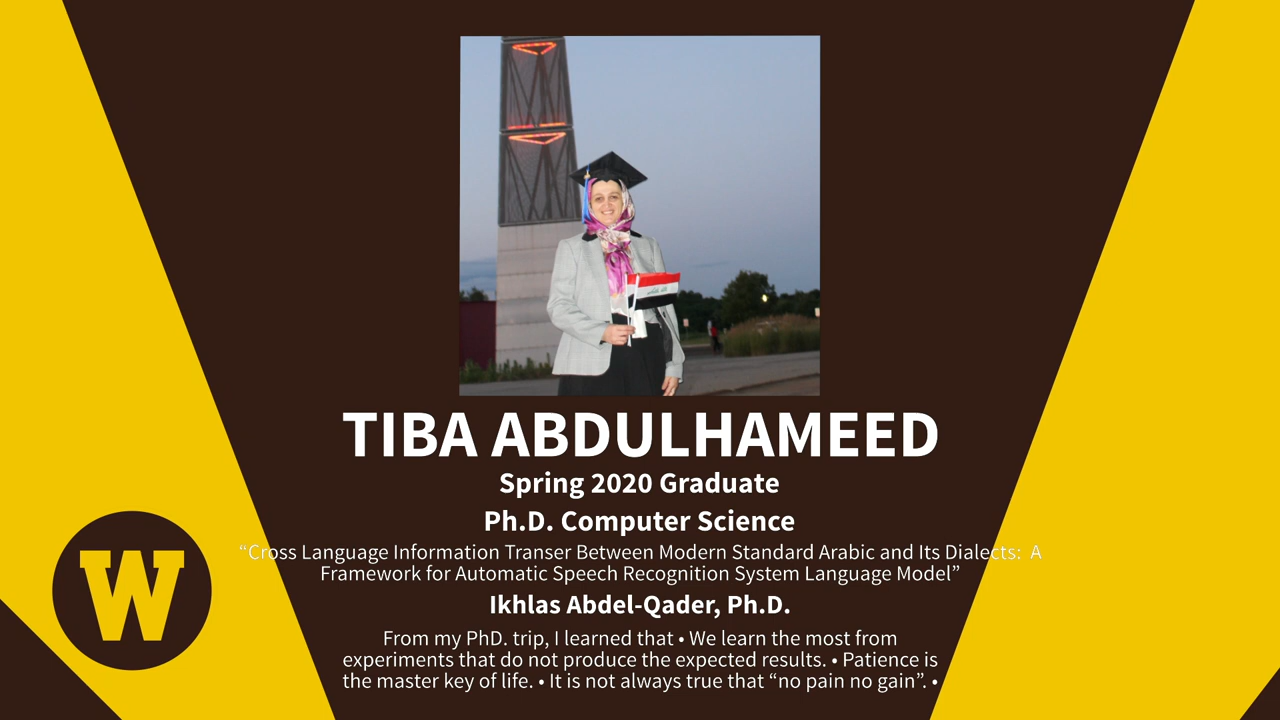 TIBA ABDULHAMEED
Spring 2020 Graduate
Ph.D. Computer Science
“Cross Language Information Transer Between Modern Standard Arabic and Its Dialects:  A
Framework for Automatic Speech Recognition System Language Model”
Ikhlas Abdel-Qader, Ph.D.
From my PhD. trip, I learned that • We learn the most from
experiments that do not produce the expected results. • Patience is
the master key of life. • It is not always true that “no pain no gain”. •
W